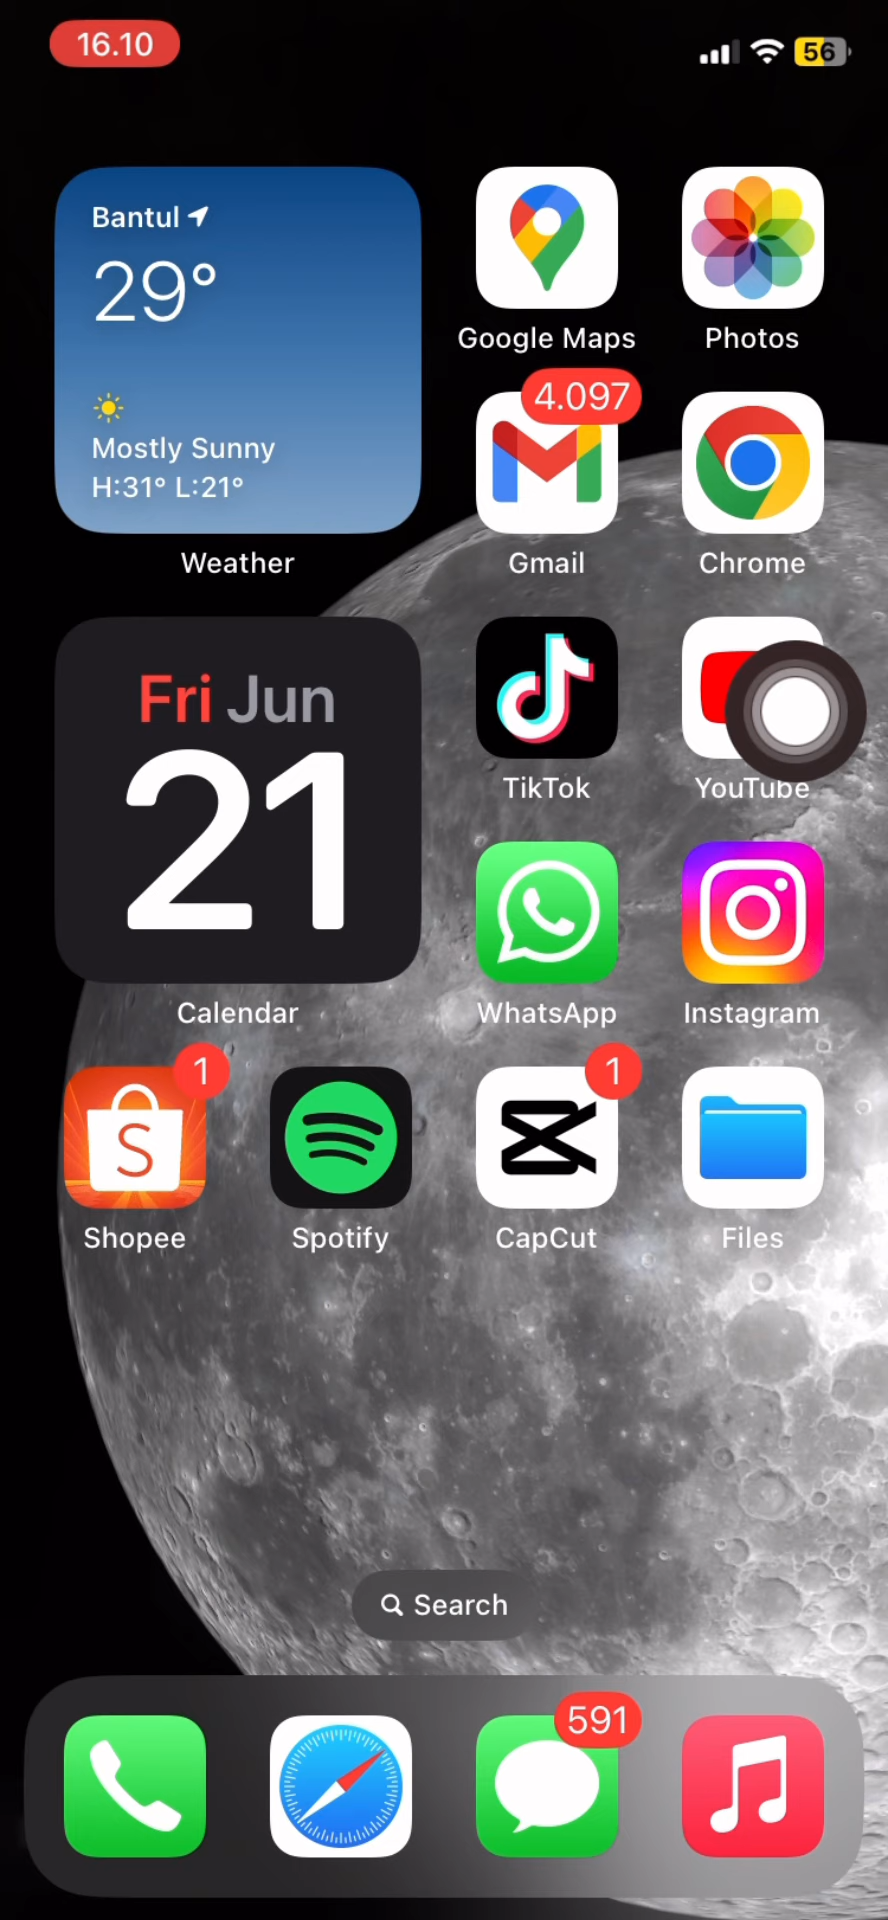 16.10
56
Bantul
29°
Mostly Sunny
H:31° L:21°
Weather
Google Maps
Photos
4.097
Gmail
Chrome
Fri Jun
21
Calendar
TikTok
YouTube
WhatsApp
Instagram
1
S
Shopee
Spotify
1
CapCut
Files
Search
591